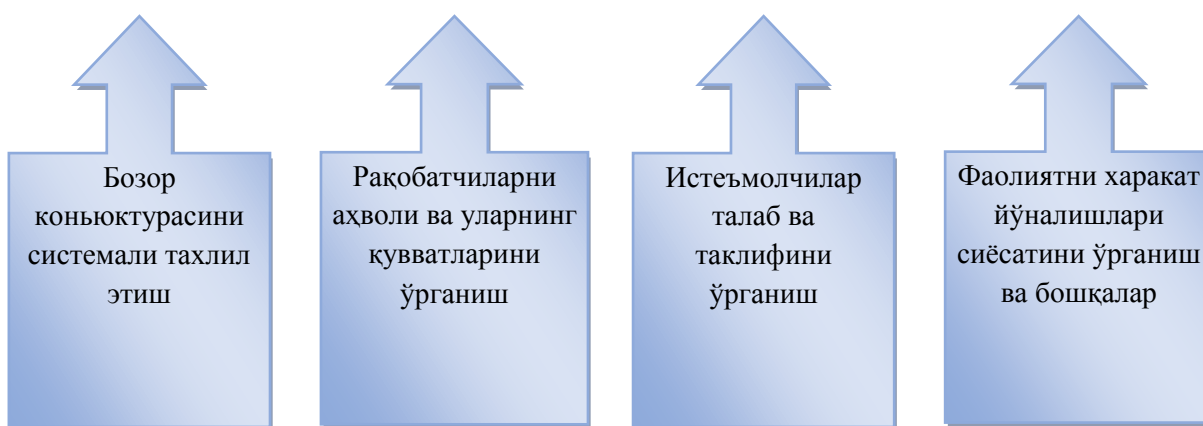 Бозор
коньюктурасини
системали тахлил
этиш
Рақобатчиларни
аҳволи ва уларнинг
қувватларини
ўрганиш
Истеъмолчилар
талаб ва
таклифини
ўрганиш
Фаолиятни харакат
йўналишлари
сиёсатини ўрганиш
ва бошқалар